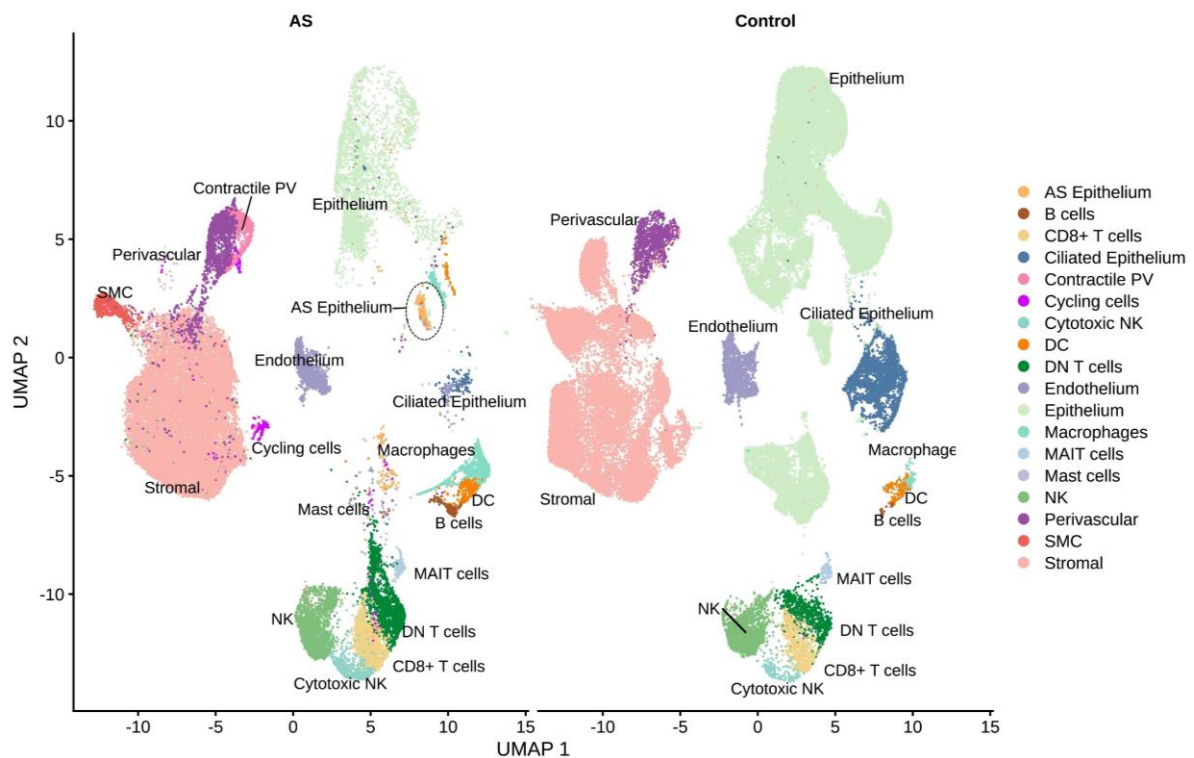 AS
Control
UMAP 2
10
5
0
-5
-10
Contractile PV
Perivascular
SMC
Epithelium
AS Epithelium
Endothelium
Ciliated Epithelium
Cycling cells
Macrophages
Stromal
Mast cells
DC
B cells
MAIT cells
NK
DN T cells
CD8+ T cells
Cytotoxic NK
Epithelium
Perivascular
Endothelium
Ciliated Epithelium
Macrophage
Stromal
DC
B cells
MAIT cells
NK
DN T cells
CD8+ T cells
Cytotoxic NK
-10
-5
0
5
10
15
-10
-5
0
5
10
15
UMAP 1
AS Epithelium
B cells
CD8+ T cells
Ciliated Epithelium
Contractile PV
Cycling cells
Cytotoxic NK
DC
DN T cells
Endothelium
Epithelium
Macrophages
MAIT cells
Mast cells
NK
Perivascular
SMC
Stromal